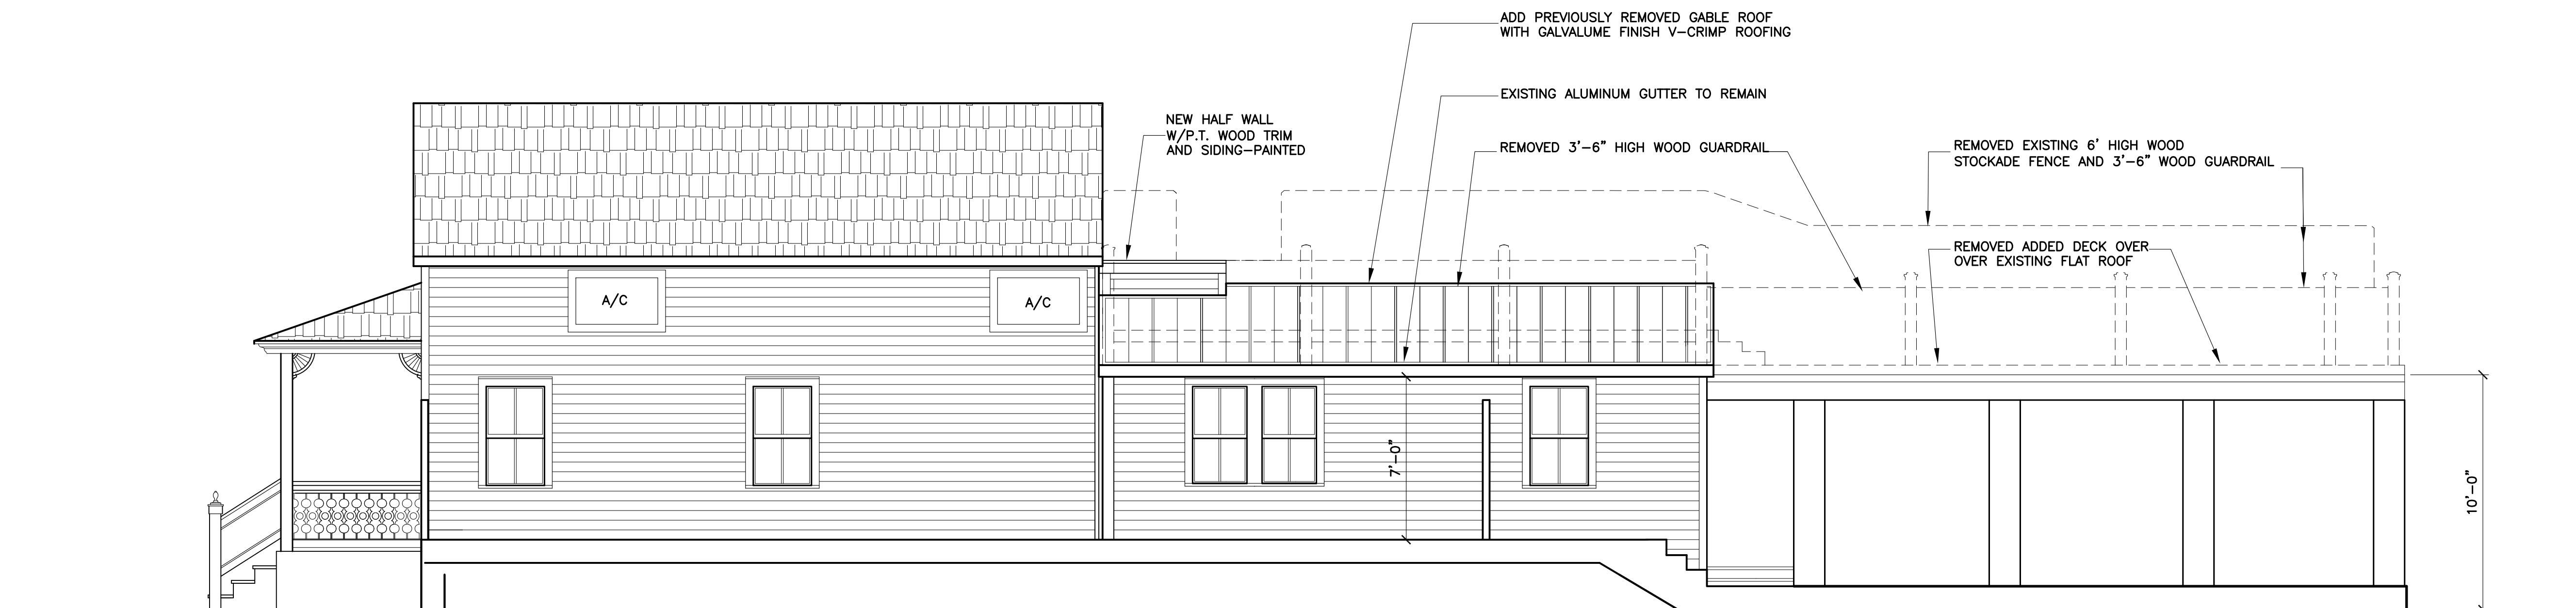 ADD PREVIOUSLY REMOVED GABLE ROOF
WITH GALVALUME FINISH V-CRIMP ROOFING
EXISTING ALUMINUM GUTTER TO REMAIN
NEW HALF WALL
W/P.T. WOOD TRIM
AND SIDING-PAINTED
REMOVED 3'-6" HIGH WOOD GUARDRAIL
REMOVED EXISTING 6' HIGH WOOD
STOCKADE FENCE AND 3'-6" WOOD GUARDRAIL
REMOVED ADDED DECK OVER
OVER EXISTING FLAT ROOF
A/C
A/C
7'-0"
10'-0"